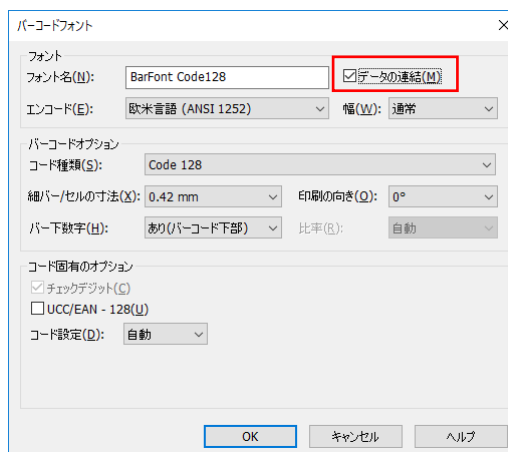 バーコードフォント
フォント
フォント名(N): BarFont Code128 データの連結(M)
エンコード(E): 欧米言語 (ANSI 1252) 幅(W): 通常
バーコードオプション
コード種類(S): Code 128
細バー/セルの寸法(X): 0.42 mm 印刷の向き(O): 0°
バー下数字(H): あり(バーコード下部) 比率(R): 自動
コード固有のオプション
チェックデジット(C)
UCC/EAN - 128(U)
コード設定(D): 自動
OK キャンセル ヘルプ